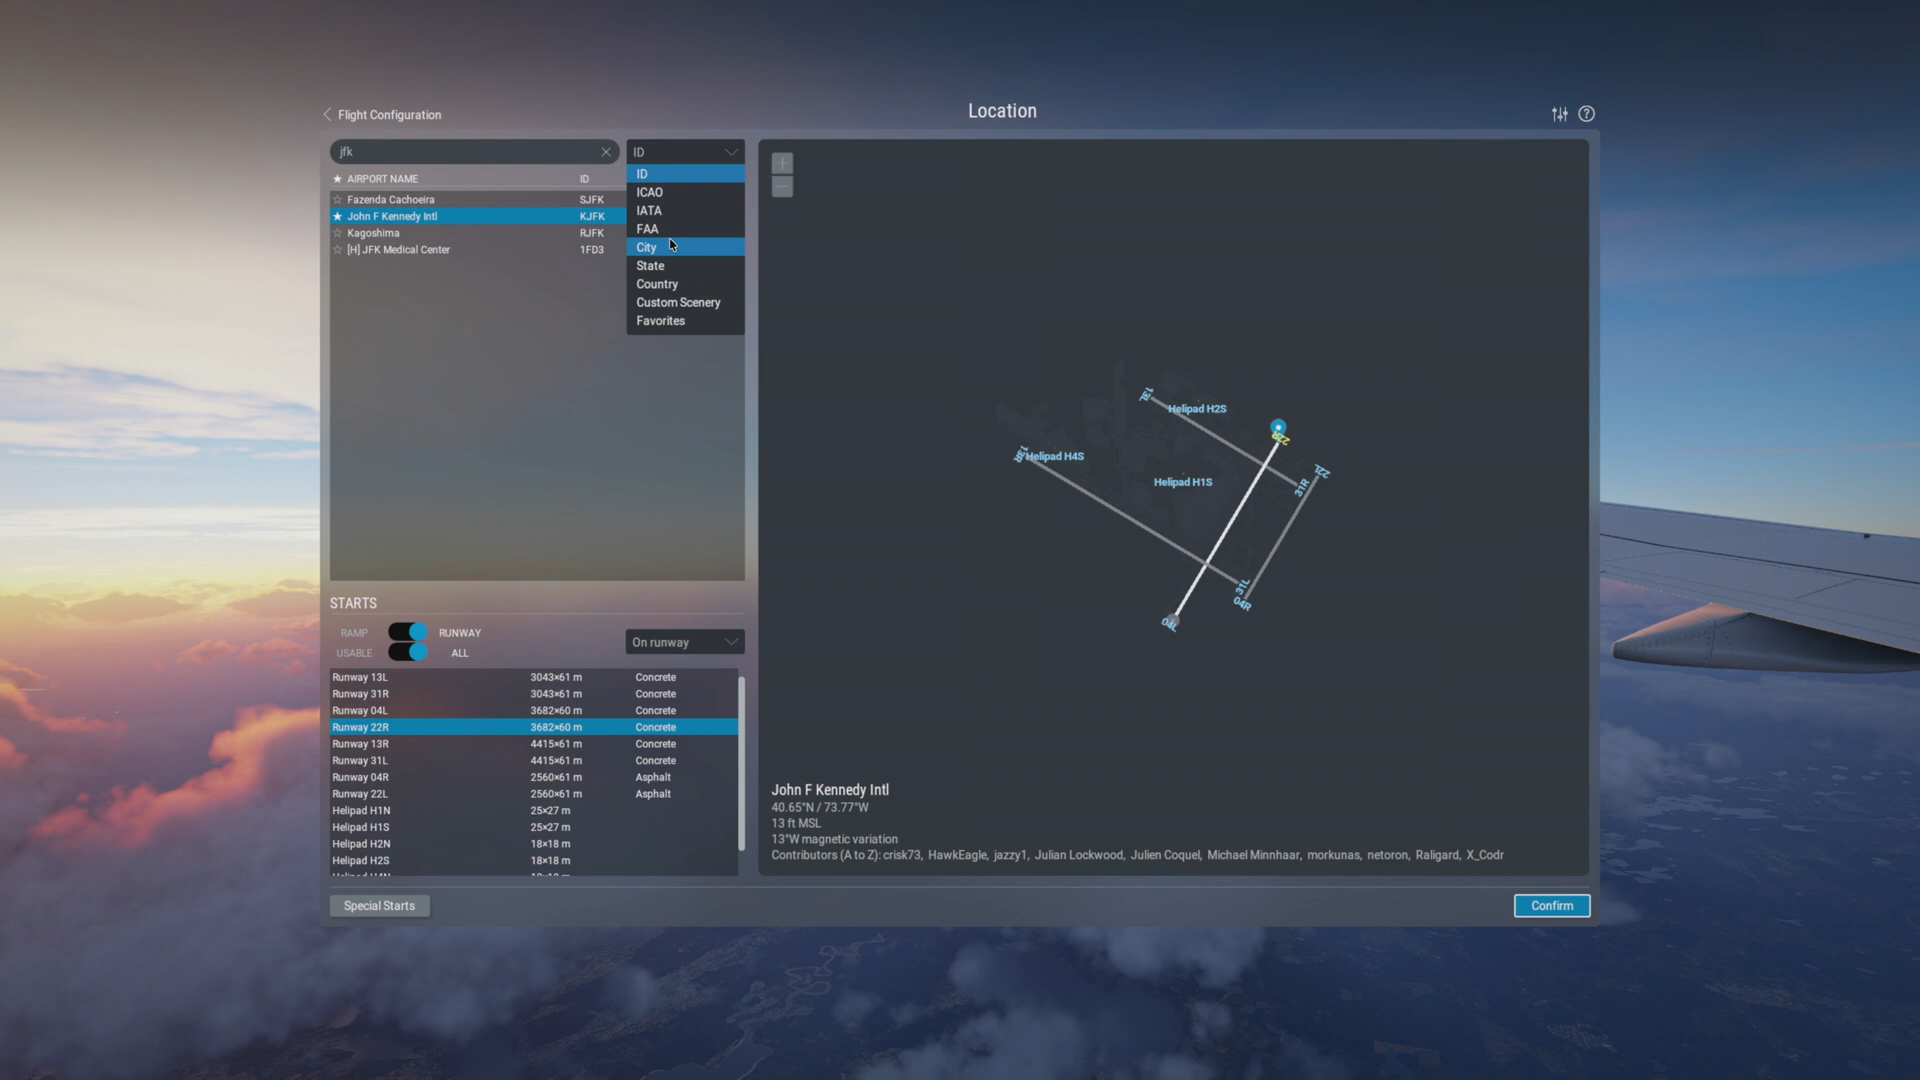 Flight Configuration
Location
jfk
ID
AIRPORT NAME ID
Fazenda Cachoeira SJFK
John F Kennedy Intl KJFK
Kagoshima RJFK
[H] JFK Medical Center 1FD3
ID
ICAO
IATA
FAA
City
State
Country
Custom Scenery
Favorites
STARTS
RAMP RUNWAY
USABLE ALL
On runway
Runway 13L 3043×61 m Concrete
Runway 31R 3043×61 m Concrete
Runway 04L 3682×60 m Concrete
Runway 22R 3682×60 m Concrete
Runway 13R 4415×61 m Concrete
Runway 31L 4415×61 m Concrete
Runway 04R 2560×61 m Asphalt
Runway 22L 2560×61 m Asphalt
Helipad H1N 25×27 m
Helipad H1S 25×27 m
Helipad H2N 18×18 m
Helipad H2S 18×18 m
Special Starts
13L
Helipad H2S
22R
13R
Helipad H4S
22L
Helipad H1S
31R
31L
04R
04L
John F Kennedy Intl
40.65°N / 73.77°W
13 ft MSL
13°W magnetic variation
Contributors (A to Z): crisk73, HawkEagle, jazzy1, Julian Lockwood, Julien Coquel, Michael Minnhaar, morkunas, netoron, Raligard, X_Codr
Confirm